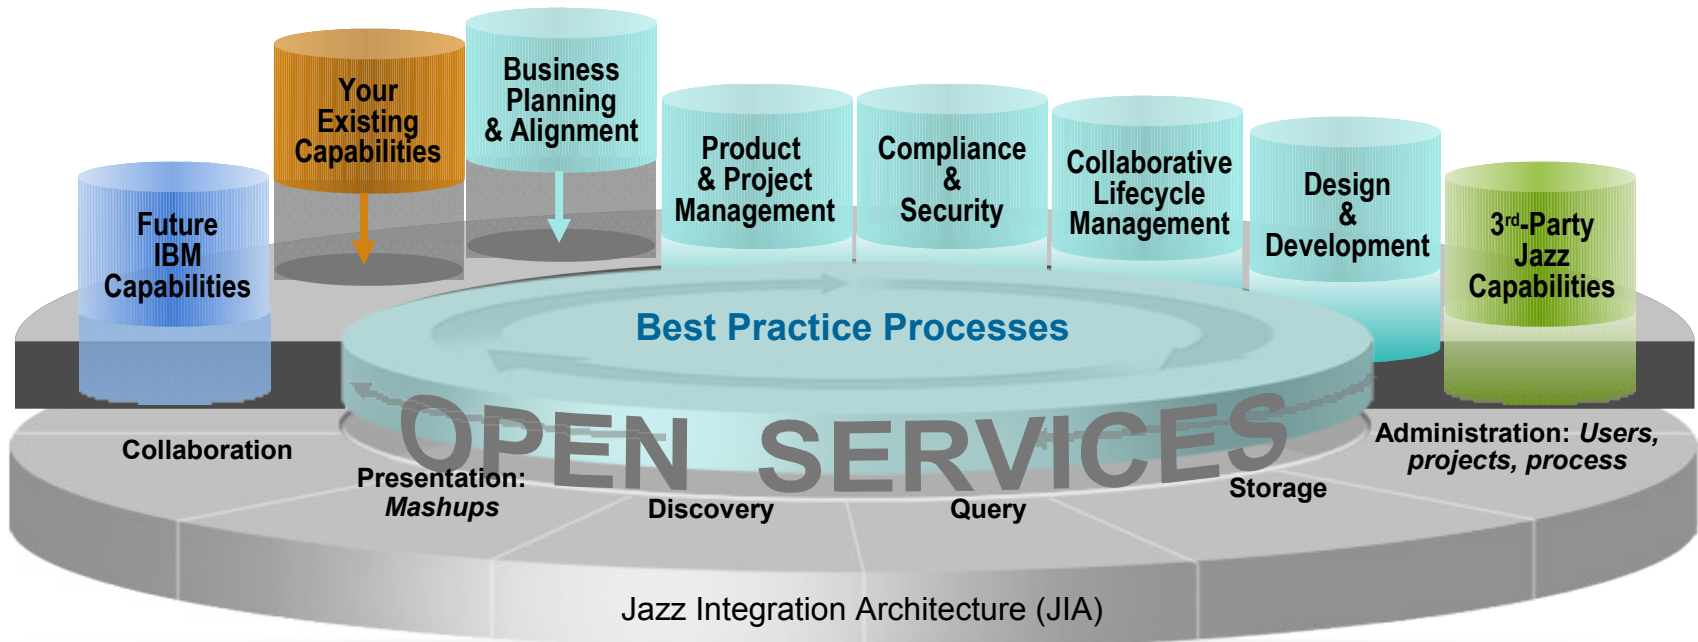 Future
IBM
Capabilities
Your
Existing
Capabilities
Business
Planning
& Alignment
Product
& Project
Management
Compliance
&
Security
Collaborative
Lifecycle
Management
Design
&
Development
3rd-Party
Jazz
Capabilities
Best Practice Processes
OPEN SERVICES
Collaboration
Presentation:
Mashups
Discovery
Query
Storage
Administration: Users,
projects, process
Jazz Integration Architecture (JIA)